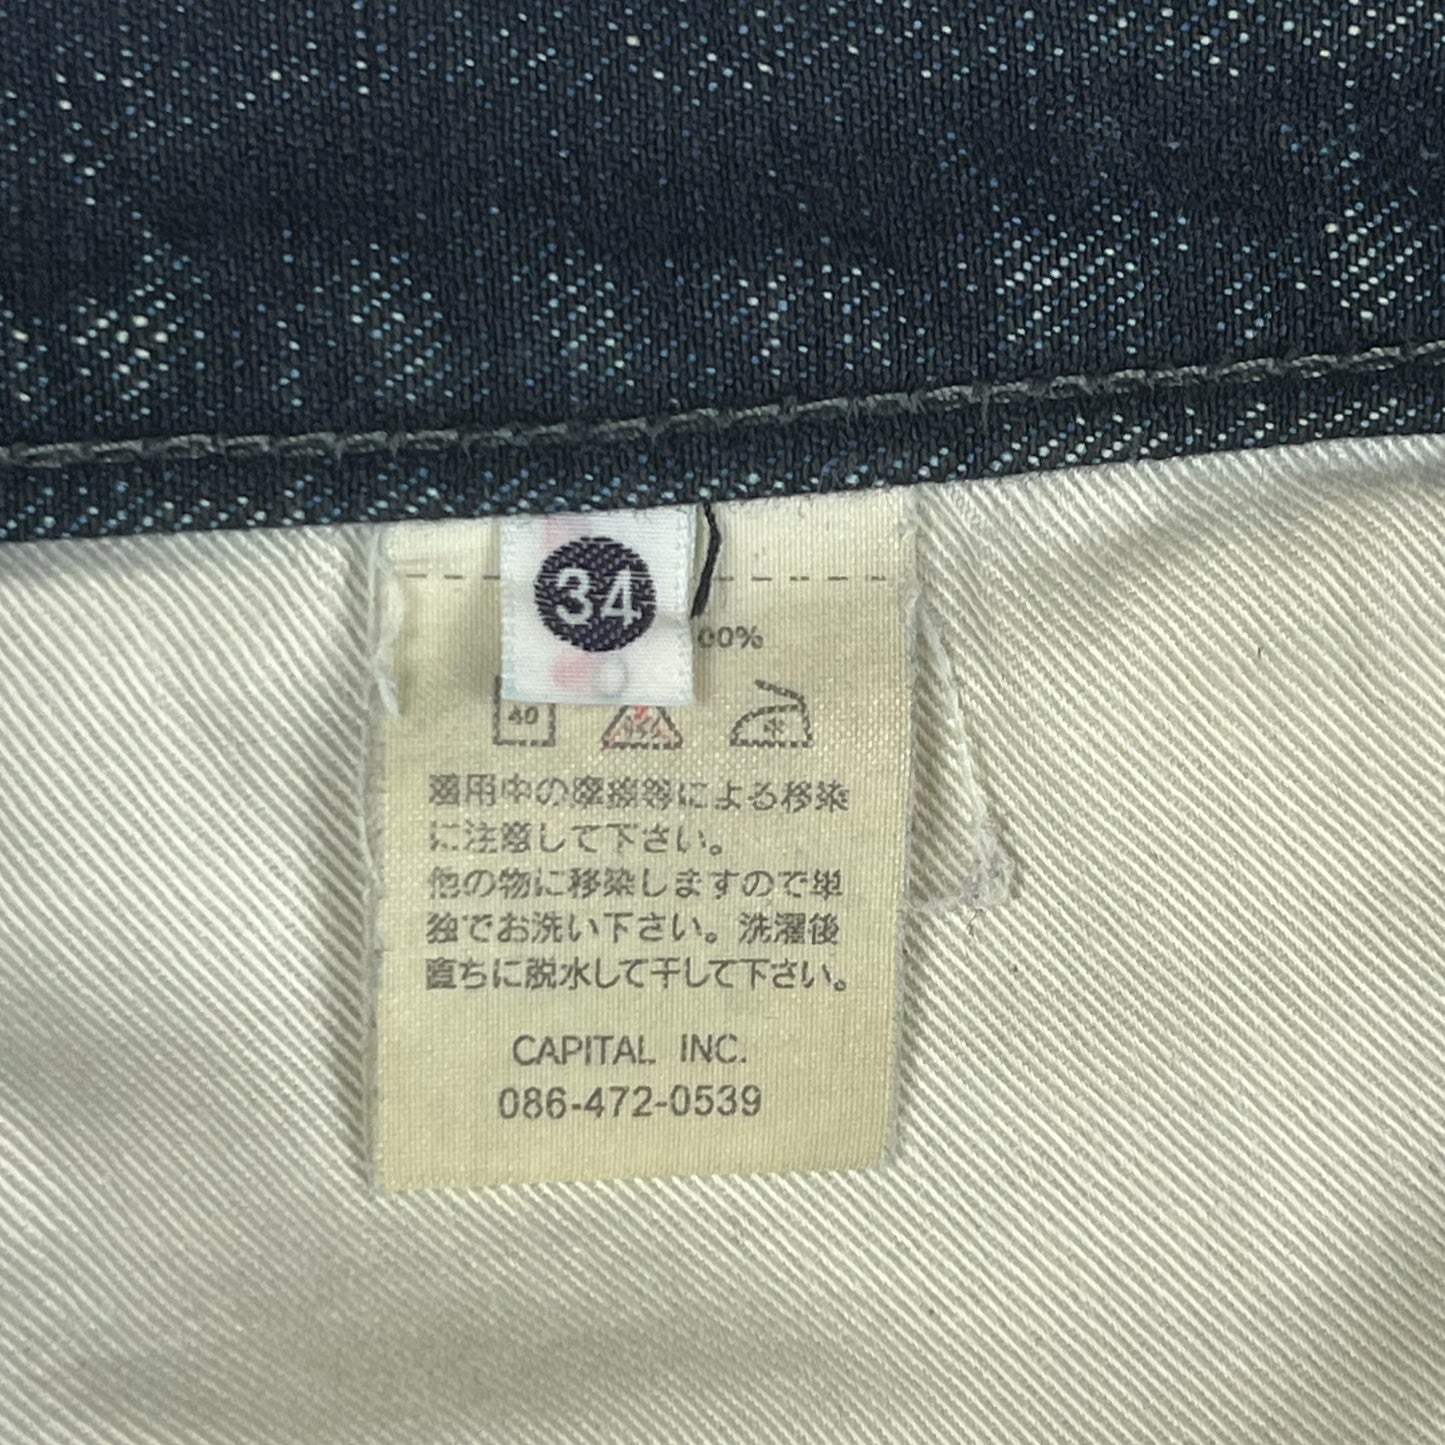 34
00%
40
着用中の摩擦等による移染
に注意して下さい。
他の物に移染しますので単
独でお洗い下さい。洗濯後
直ちに脱水して干して下さい。
CAPITAL INC.
086-472-0539